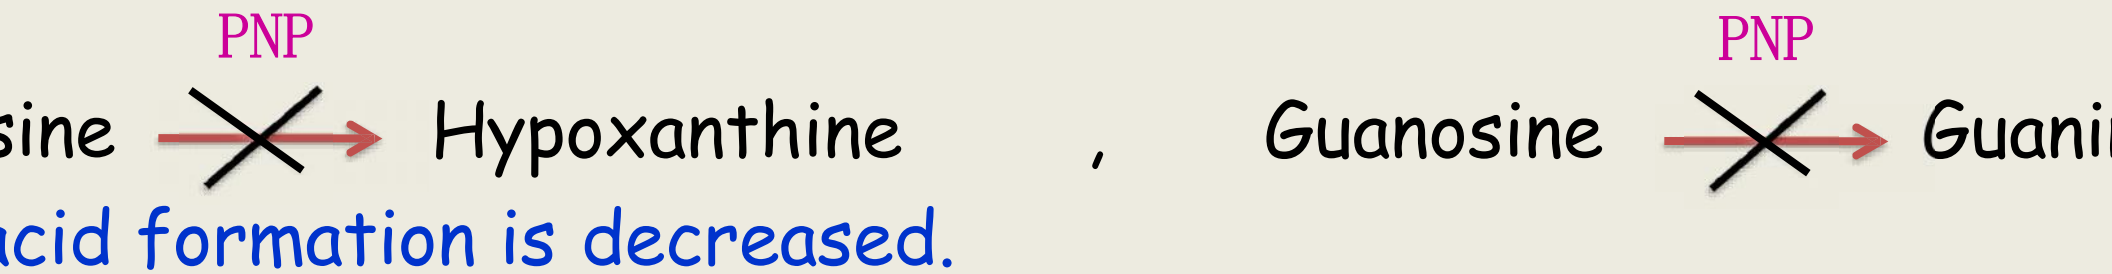 PNP PNP
sine Hypoxanthine , Guanosine Guani
acid formation is decreased.